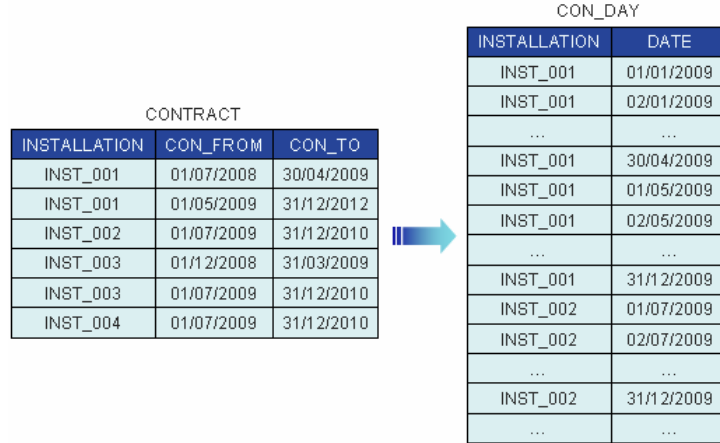 CONTRACT
INSTALLATION CON_FROM CON_TO
INST_001 01/07/2008 30/04/2009
INST_001 01/05/2009 31/12/2012
INST_002 01/07/2009 31/12/2010
INST_003 01/12/2008 31/03/2009
INST_003 01/07/2009 31/12/2010
INST_004 01/07/2009 31/12/2010
CON_DAY
INSTALLATION DATE
INST_001 01/01/2009
INST_001 02/01/2009
... ...
INST_001 30/04/2009
INST_001 01/05/2009
INST_001 02/05/2009
... ...
INST_001 31/12/2009
INST_002 01/07/2009
INST_002 02/07/2009
... ...
INST_002 31/12/2009
... ...